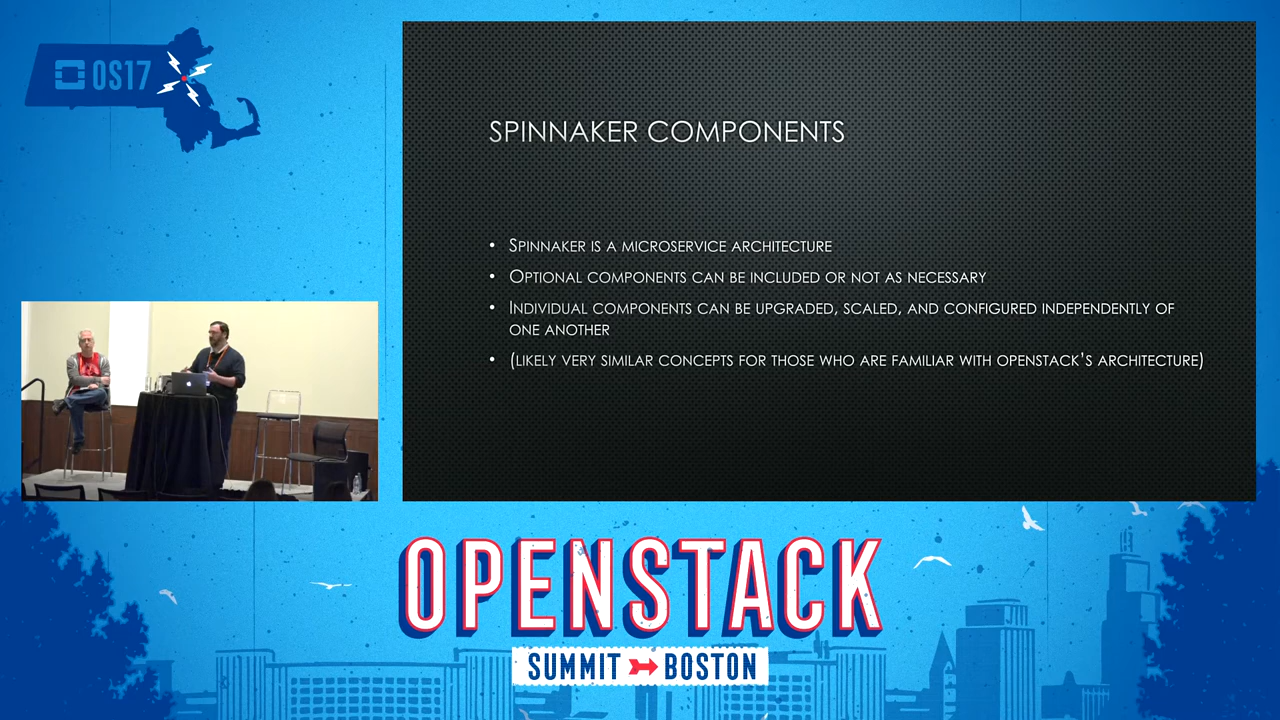 OS17
SPINNAKER COMPONENTS
• SPINNAKER IS A MICROSERVICE ARCHITECTURE
• OPTIONAL COMPONENTS CAN BE INCLUDED OR NOT AS NECESSARY
• INDIVIDUAL COMPONENTS CAN BE UPGRADED, SCALED, AND CONFIGURED INDEPENDENTLY OF
ONE ANOTHER
• (LIKELY VERY SIMILAR CONCEPTS FOR THOSE WHO ARE FAMILIAR WITH OPENSTACK'S ARCHITECTURE)
OPENSTACK
SUMMIT BOSTON